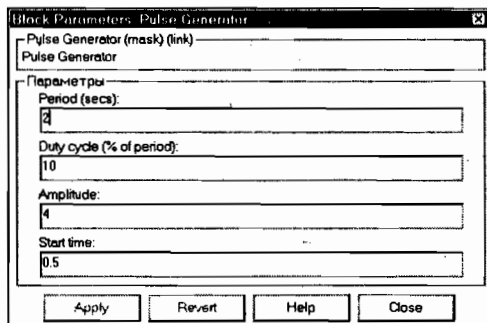 Block Parameters: Pulse Generator
Pulse Generator (mask) (link)
Pulse Generator
Параметры
Period (secs):
2
Duty cycle (% of period):
10
Amplitude:
4
Start time:
0.5
Apply Revert Help Close